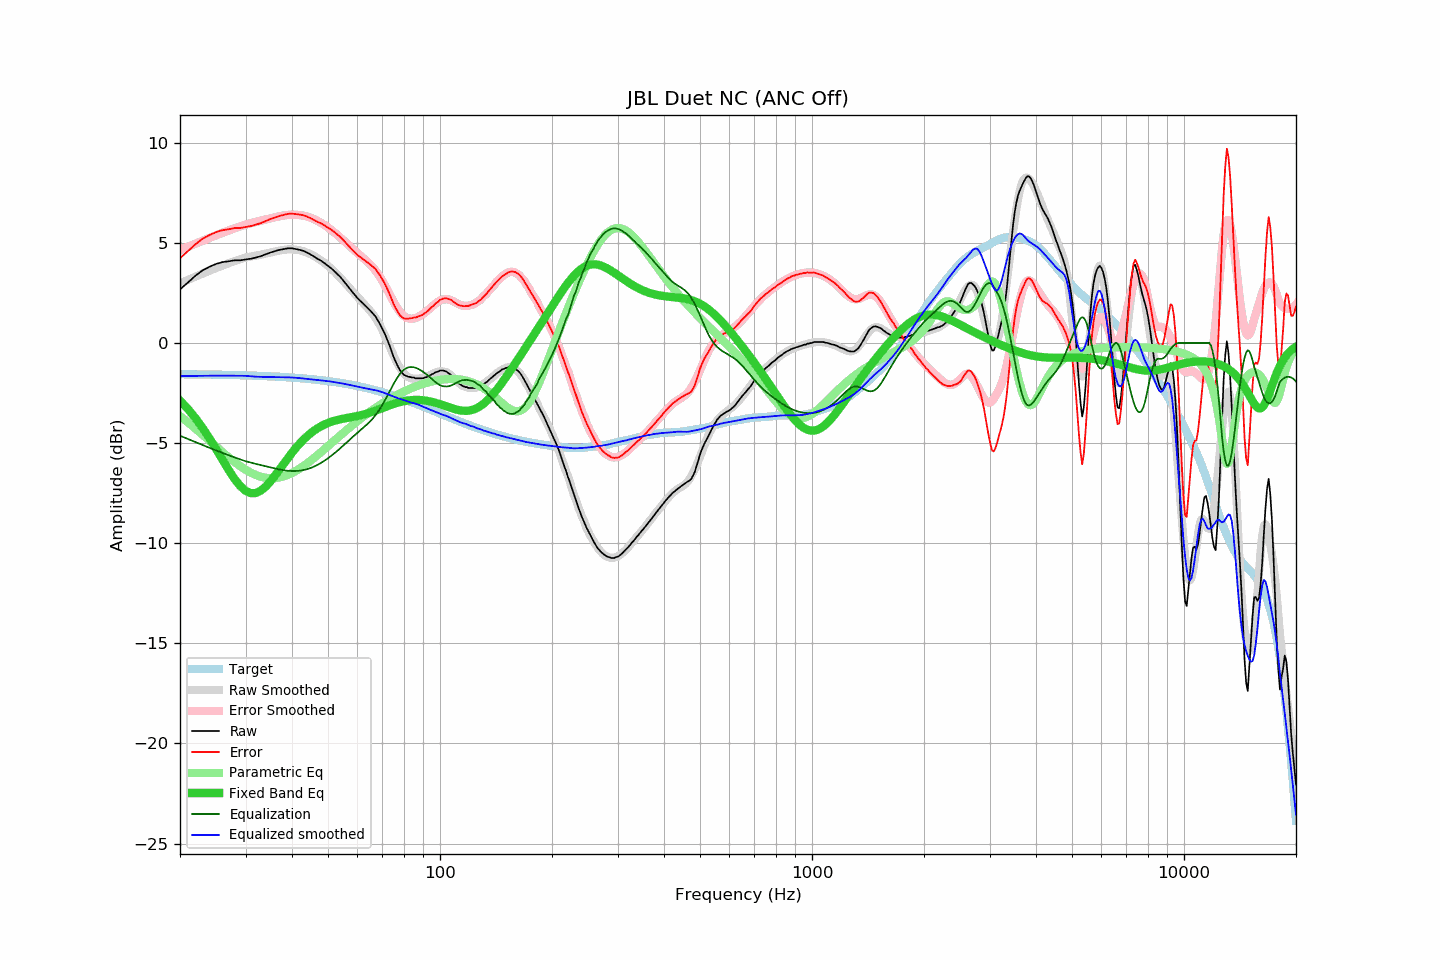 JBL Duet NC (ANC Off)
10
5
0
−5
−10
−15
−20
−25
Amplitude (dBr)
Target
Raw Smoothed
Error Smoothed
Raw
Error
Parametric Eq
Fixed Band Eq
Equalization
Equalized smoothed
100
1000
10000
Frequency (Hz)